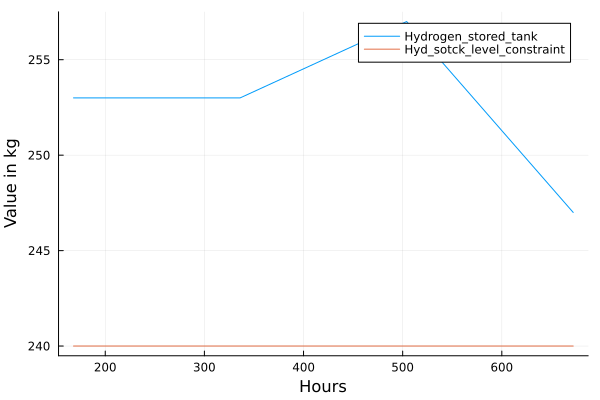 Hydrogen_stored_tank
Hyd_sotck_level_constraint
255
250
245
240
Value in kg
200 300 400 500 600
Hours